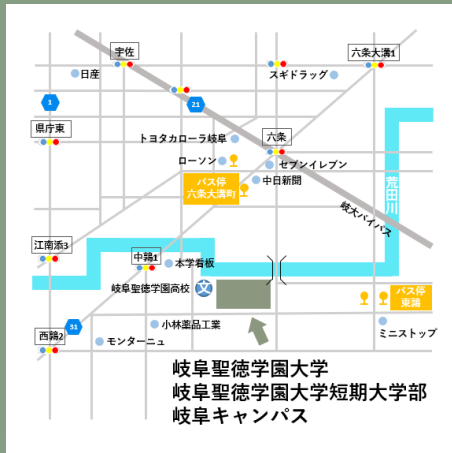 宇佐
六条大溝1
日産
スギドラッグ
1
21
県庁東
トヨタカローラ岐阜
六条
ローソン
セブンイレブン
中日新聞
バス停
六条大溝町
荒田川
岐大バイパス
江南添3
中鶉1
本学看板
岐阜聖徳学園高校
文
バス停
東鶉
31
小林薬品工業
ミニストップ
西鶉2
モンターニュ
岐阜聖徳学園大学
岐阜聖徳学園大学短期大学部
岐阜キャンパス